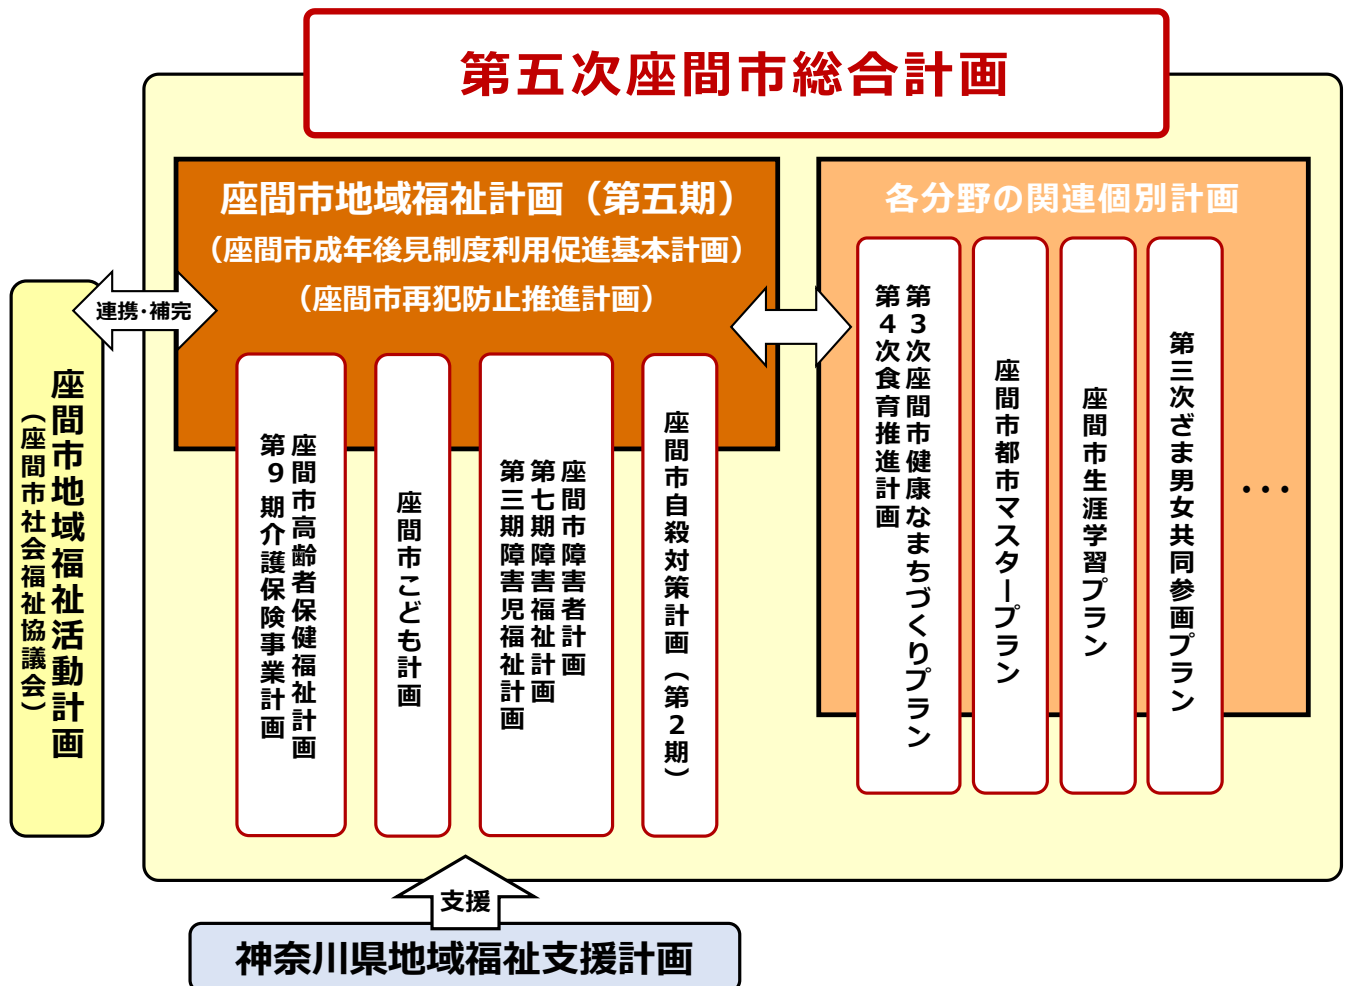 第五次座間市総合計画
座間市地域福祉計画（第五期）
（座間市成年後見制度利用促進基本計画）
（座間市再犯防止推進計画）
各分野の関連個別計画
連携・補完
座間市地域福祉活動計画
（座間市社会福祉協議会）
座間市高齢者保健福祉計画
第９期介護保険事業計画
座間市こども計画
座間市障害者計画
第七期障害福祉計画
第三期障害児福祉計画
座間市自殺対策計画（第２期）
第３次座間市健康なまちづくりプラン
第４次食育推進計画
座間市都市マスタープラン
座間市生涯学習プラン
第三次ざま男女共同参画プラン
・・・
支援
神奈川県地域福祉支援計画